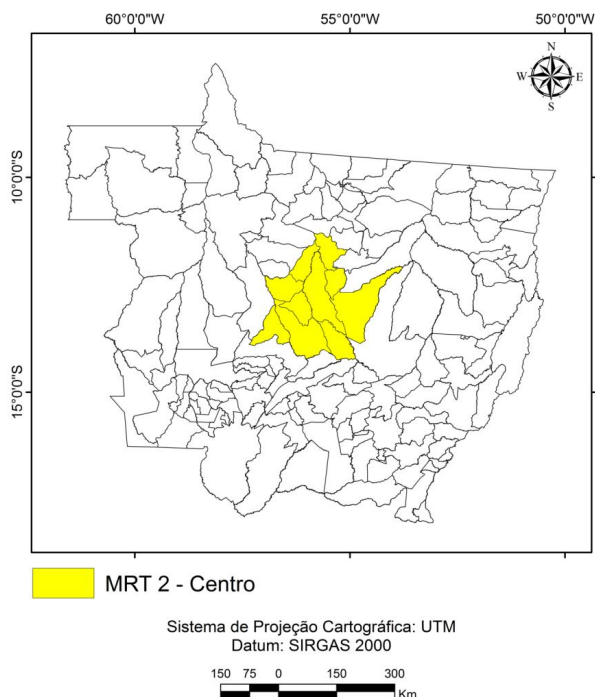 60°0'0"W 55°0'0"W 50°0'0"W
N
W E
S
10°0'0"S
15°0'0"S
MRT 2 - Centro
Sistema de Projeção Cartográfica: UTM
Datum: SIRGAS 2000
150 75 0 150 300
Km